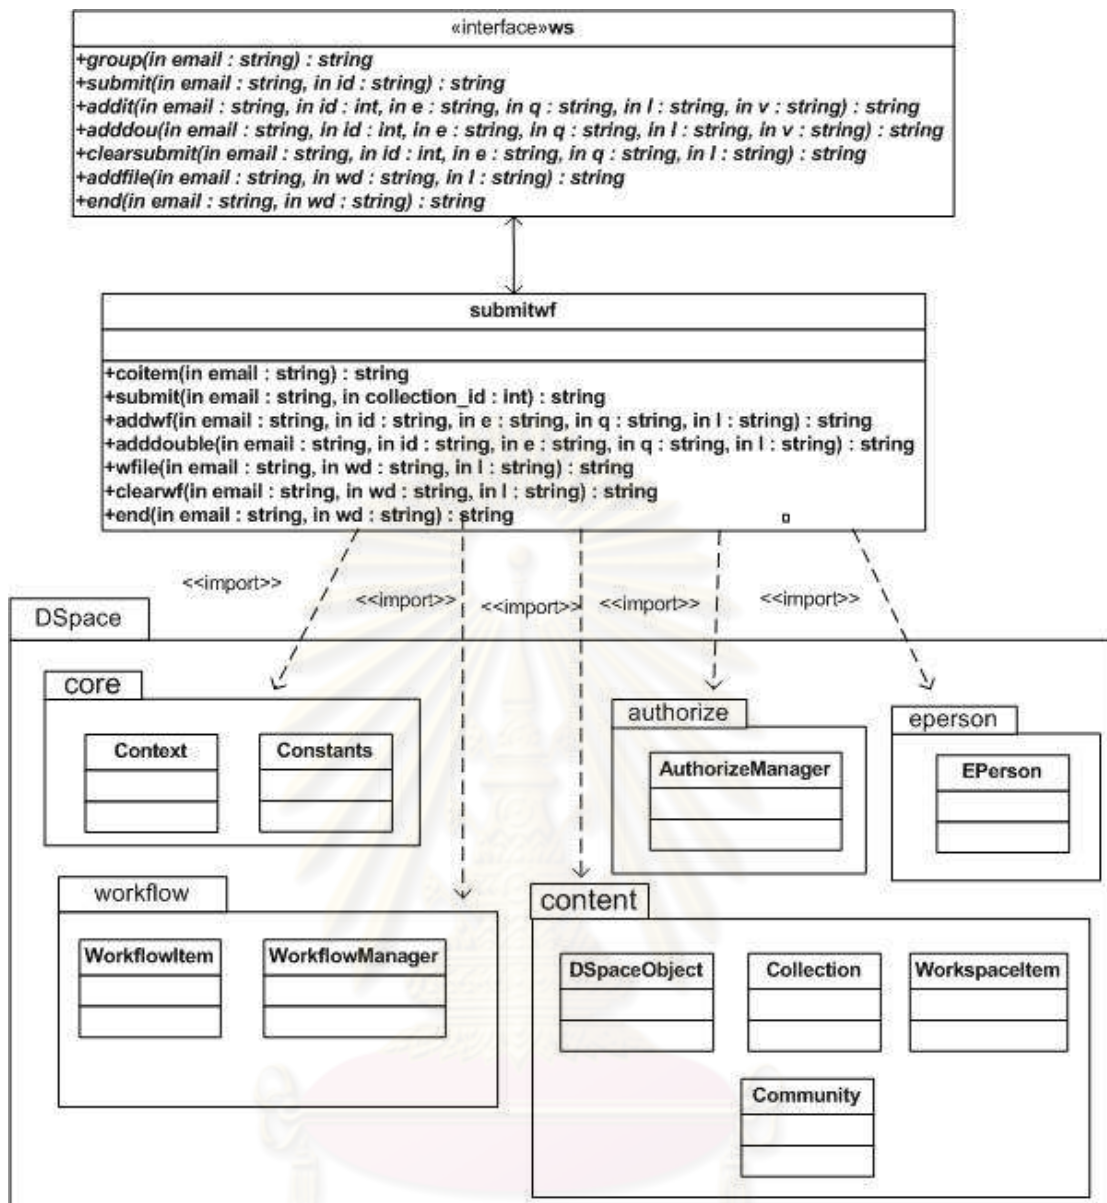 «interface»ws
+group(in email : string) : string
+submit(in email : string, in id : string) : string
+addit(in email : string, in id : int, in e : string, in q : string, in l : string, in v : string) : string
+adddou(in email : string, in id : int, in e : string, in q : string, in l : string, in v : string) : string
+clearsubmit(in email : string, in id : int, in e : string, in q : string, in l : string) : string
+addfile(in email : string, in wd : string, in l : string) : string
+end(in email : string, in wd : string) : string
submitwf
+coitem(in email : string) : string
+submit(in email : string, in collection_id : int) : string
+addwf(in email : string, in id : string, in e : string, in q : string, in l : string) : string
+adddouble(in email : string, in id : string, in e : string, in q : string, in l : string) : string
+wfile(in email : string, in wd : string, in l : string) : string
+clearwf(in email : string, in wd : string, in l : string) : string
+end(in email : string, in wd : string) : string
<<import>> <<import>> <<import>> <<import>> <<import>>
DSpace
core
Context Constants
authorize
AuthorizeManager
eperson
EPerson
workflow
WorkflowItem WorkflowManager
content
DSpaceObject Collection WorkspaceItem
Community